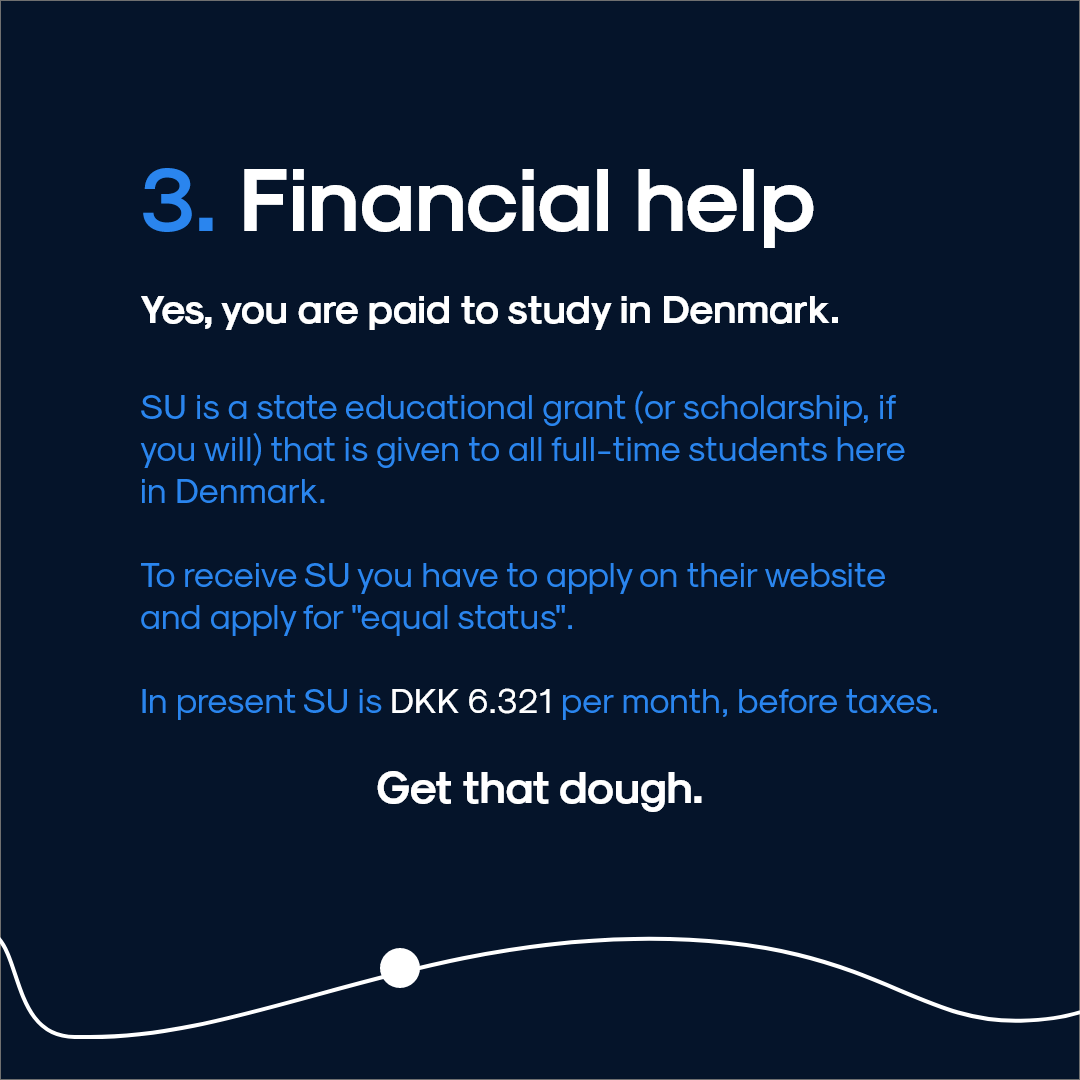 3. Financial help
Yes, you are paid to study in Denmark.
SU is a state educational grant (or scholarship, if
you will) that is given to all full-time students here
in Denmark.
To receive SU you have to apply on their website
and apply for "equal status".
In present SU is DKK 6.321 per month, before taxes.
Get that dough.